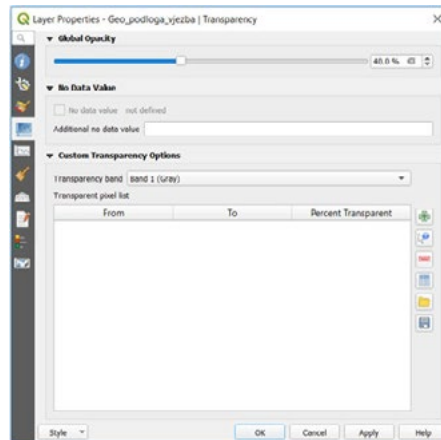 Layer Properties - Geo_podloga_vjezba | Transparency
Global Opacity
40.0 %
No Data Value
No data value not defined
Additional no data value
Custom Transparency Options
Transparency band Band 1 (Gray)
Transparent pixel list
From To Percent Transparent
Style OK Cancel Apply Help